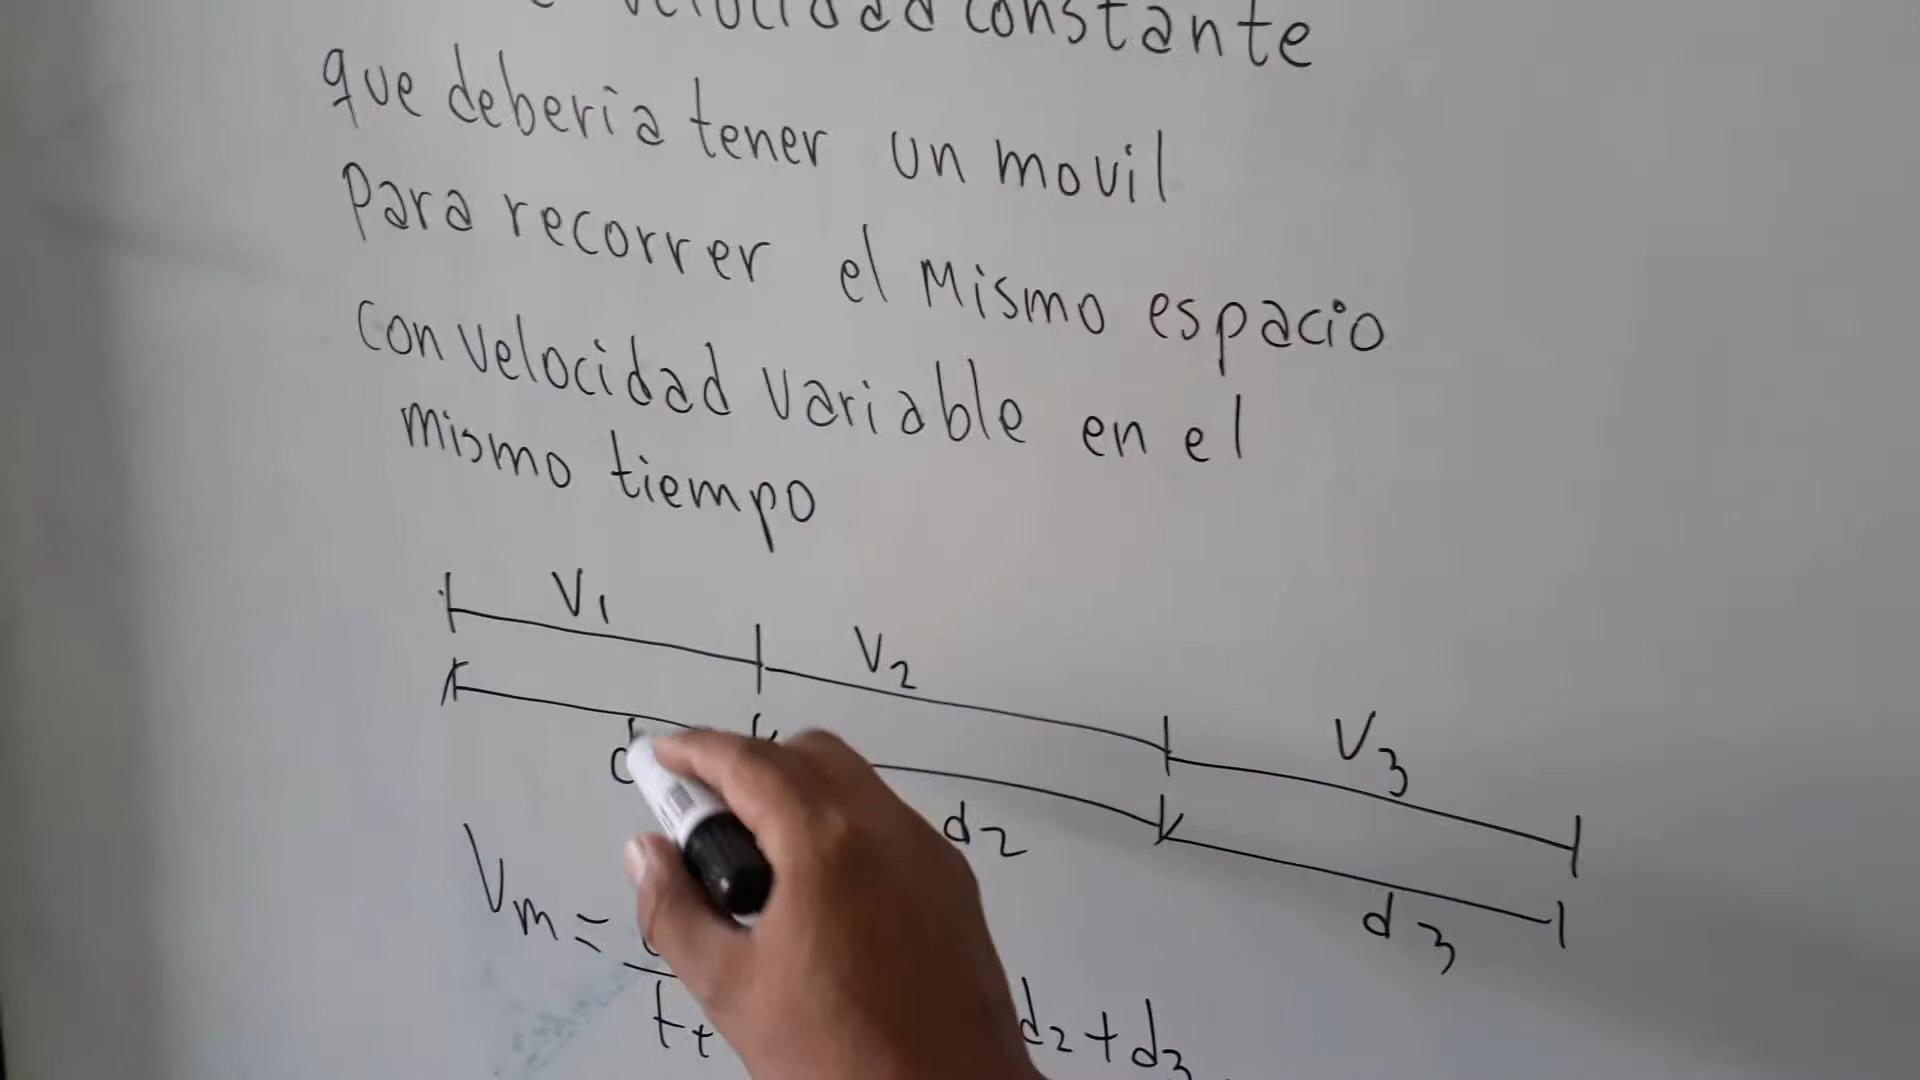 velocidad constante
que deberia tener un movil
para recorrer el mismo espacio
con velocidad variable en el
mismo tiempo
V1
V2
V3
d2
d3
Vm =
tt
d2+d3